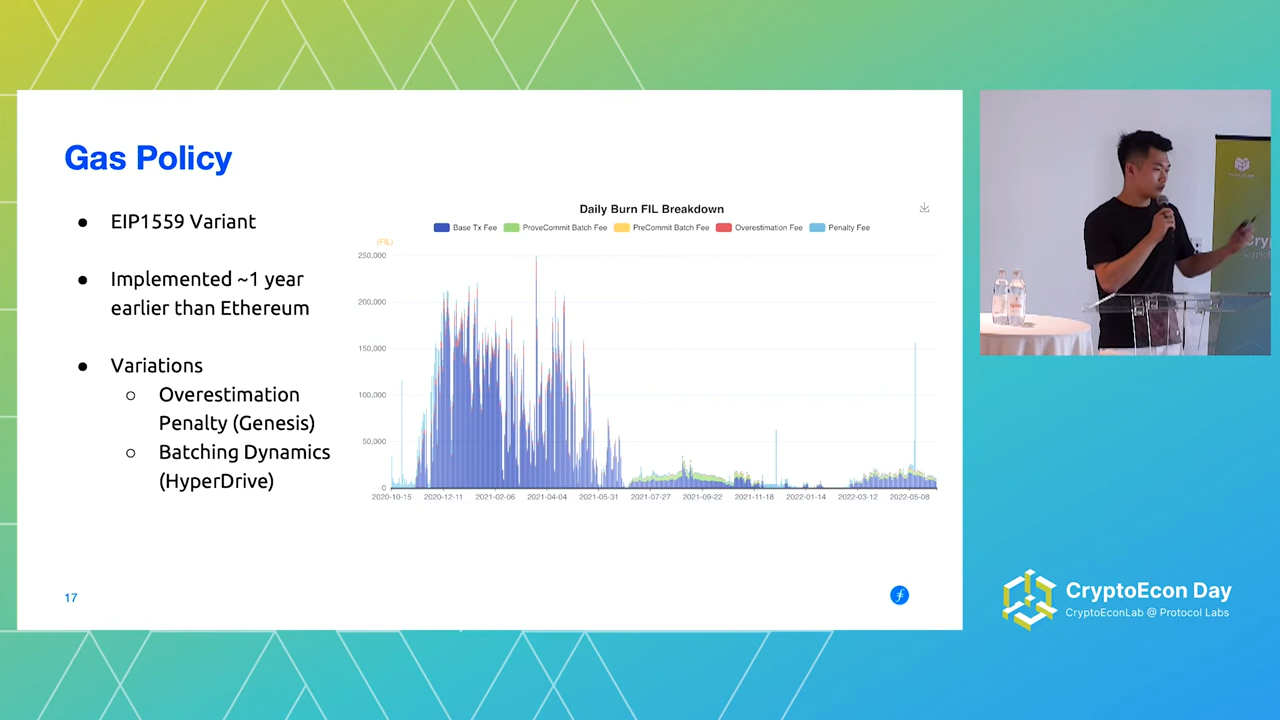 Gas Policy
● EIP1559 Variant
● Implemented ~1 year
earlier than Ethereum
● Variations
○ Overestimation
Penalty (Genesis)
○ Batching Dynamics
(HyperDrive)
Daily Burn FIL Breakdown
Base Tx Fee ProveCommit Batch Fee PreCommit Batch Fee Overestimation Fee Penalty Fee
(FIL)
250,000
200,000
150,000
100,000
50,000
0
2020-10-15 2020-12-11 2021-02-06 2021-04-04 2021-05-31 2021-07-27 2021-09-22 2021-11-18 2022-01-14 2022-03-12 2022-05-08
17
CryptoEcon Day
CryptoEconLab @ Protocol Labs